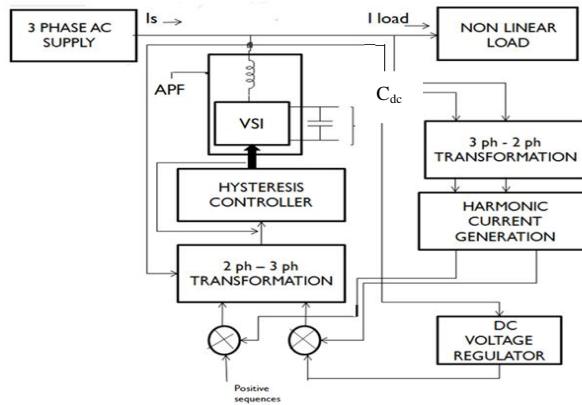 3 PHASE AC
SUPPLY
Is
I load
NON LINEAR
LOAD
APF
VSI
Cdc
3 ph - 2 ph
TRANSFORMATION
HYSTERESIS
CONTROLLER
HARMONIC
CURRENT
GENERATION
2 ph – 3 ph
TRANSFORMATION
DC
VOLTAGE
REGULATOR
Positive
sequences